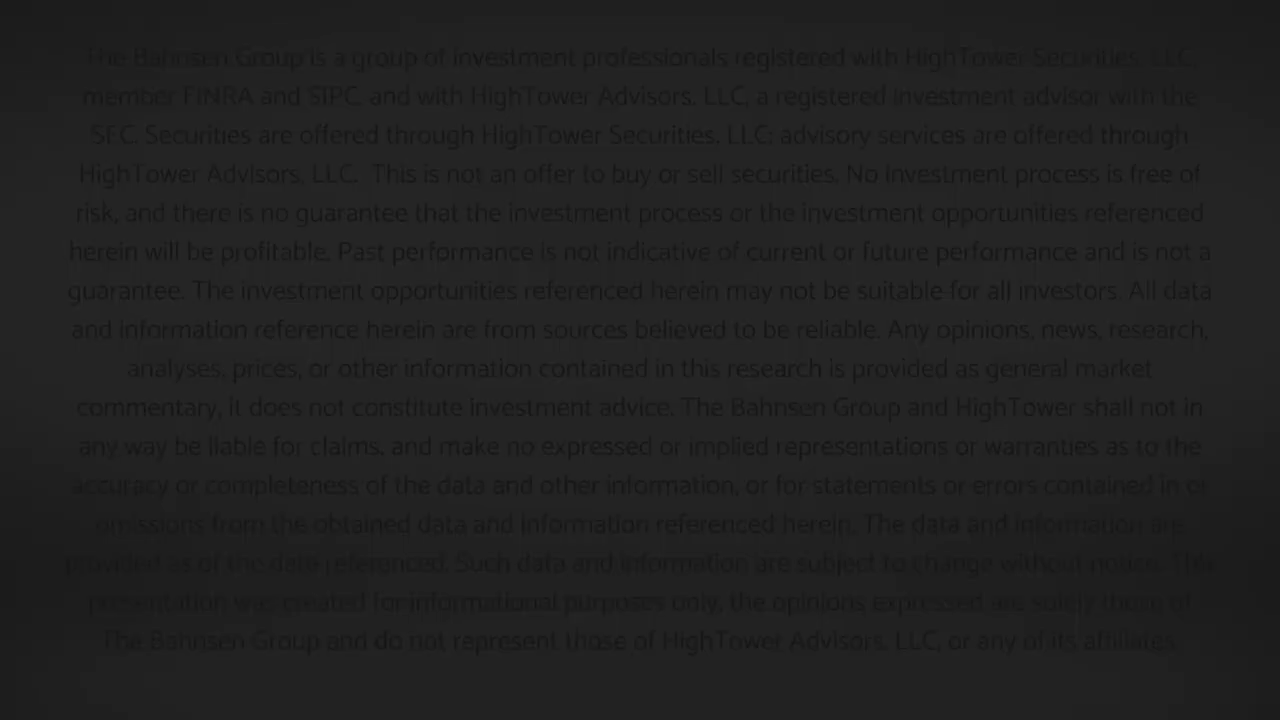 The Bahnsen Group is a group of investment professionals registered with HighTower Securities, LLC,
member FINRA and SIPC, and with HighTower Advisors, LLC, a registered investment advisor with the
SEC. Securities are offered through HighTower Securities, LLC; advisory services are offered through
HighTower Advisors, LLC. This is not an offer to buy or sell securities. No investment process is free of
risk, and there is no guarantee that the investment process or the investment opportunities referenced
herein will be profitable. Past performance is not indicative of current or future performance and is not a
guarantee. The investment opportunities referenced herein may not be suitable for all investors. All data
and information reference herein are from sources believed to be reliable. Any opinions, news, research,
analyses, prices, or other information contained in this research is provided as general market
commentary, it does not constitute investment advice. The Bahnsen Group and HighTower shall not in
any way be liable for claims, and make no expressed or implied representations or warranties as to the
accuracy or completeness of the data and other information, or for statements or errors contained in or
omissions from the obtained data and information referenced herein. The data and information are
provided as of the date referenced. Such data and information are subject to change without notice. This
presentation was created for informational purposes only, the opinions expressed are solely those of
The Bahnsen Group and do not represent those of HighTower Advisors, LLC, or any of its affiliates.